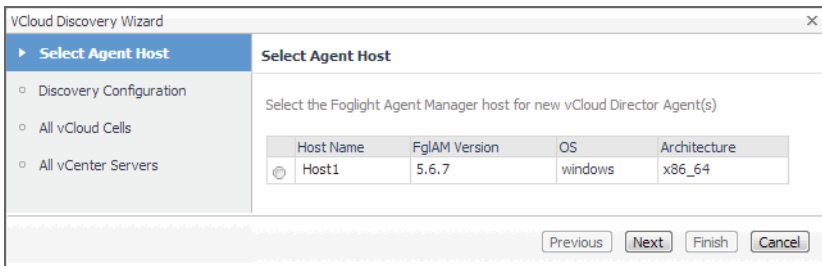 VCloud Discovery Wizard
Select Agent Host
Discovery Configuration
All vCloud Cells
All vCenter Servers
Select Agent Host
Select the Foglight Agent Manager host for new vCloud Director Agent(s)
Host Name FglAM Version OS Architecture
Host1 5.6.7 windows x86_64
Previous Next Finish Cancel